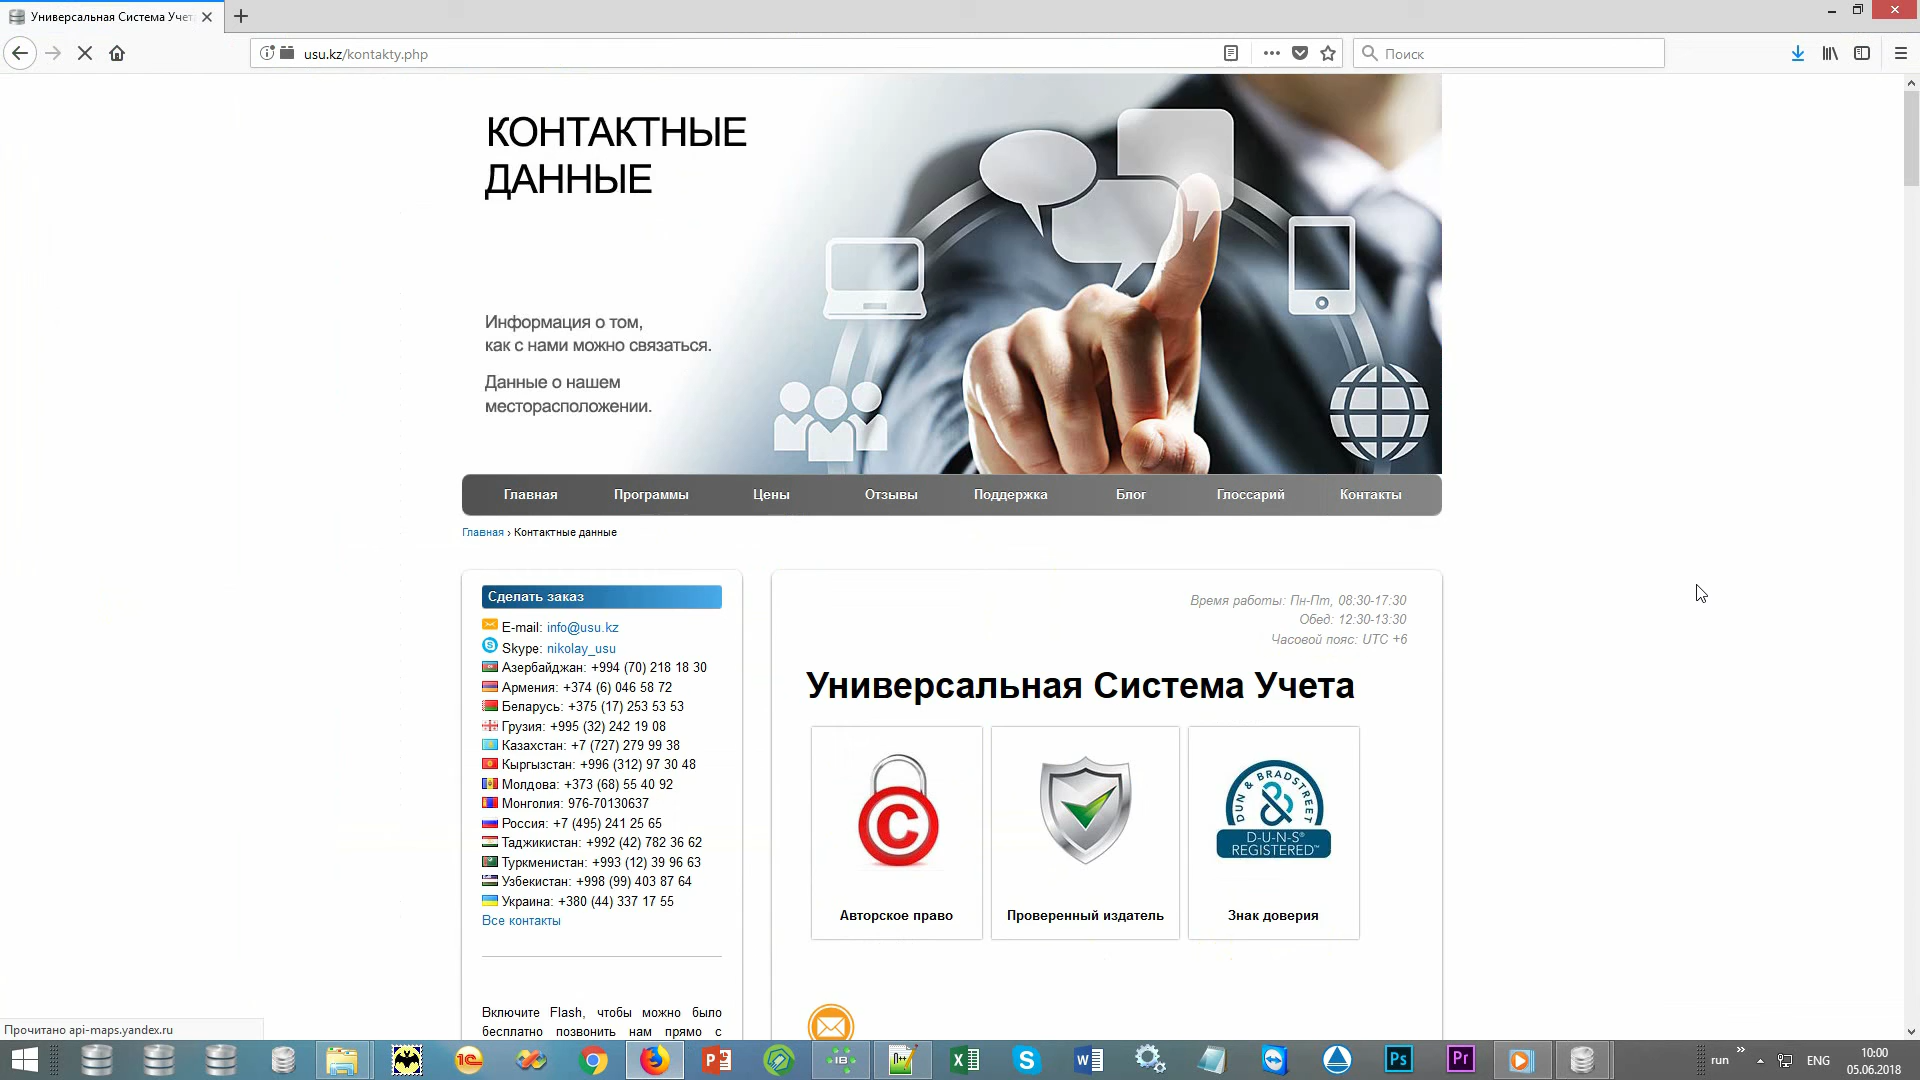 Универсальная Система Учет
usu.kz/kontakty.php
Поиск
КОНТАКТНЫЕ
ДАННЫЕ
Информация о том,
как с нами можно связаться.
Данные о нашем
месторасположении.
Главная Программы Цены Отзывы Поддержка Блог Глоссарий Контакты
Главная › Контактные данные
Сделать заказ
E-mail: info@usu.kz
Skype: nikolay_usu
Азербайджан: +994 (70) 218 18 30
Армения: +374 (6) 046 58 72
Беларусь: +375 (17) 253 53 53
Грузия: +995 (32) 242 19 08
Казахстан: +7 (727) 279 99 38
Кыргызстан: +996 (312) 97 30 48
Молдова: +373 (68) 55 40 92
Монголия: 976-70130637
Россия: +7 (495) 241 25 65
Таджикистан: +992 (42) 782 36 62
Туркменистан: +993 (12) 39 96 63
Узбекистан: +998 (99) 403 87 64
Украина: +380 (44) 337 17 55
Все контакты
Включите Flash, чтобы можно было
бесплатно позвонить нам прямо с
Время работы: Пн-Пт, 08:30-17:30
Обед: 12:30-13:30
Часовой пояс: UTC +6
Универсальная Система Учета
C
DUN & BRADSTREET
D-U-N-S®
REGISTERED™
Авторское право
Проверенный издатель
Знак доверия
Прочитано api-maps.yandex.ru
1C
IB
n++
Ps
Pr
run
ENG
10:00
05.06.2018